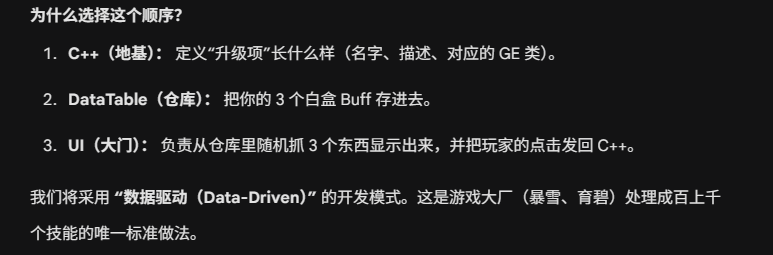 为什么选择这个顺序？
1. C++（地基）： 定义“升级项”长什么样（名字、描述、对应的 GE 类）。
2. DataTable（仓库）： 把你的 3 个白盒 Buff 存进去。
3. UI（大门）： 负责从仓库里随机抓 3 个东西显示出来，并把玩家的点击发回 C++。
我们将采用 “数据驱动（Data-Driven）” 的开发模式。这是游戏大厂（暴雪、育碧）处理成百上千
个技能的唯一标准做法。